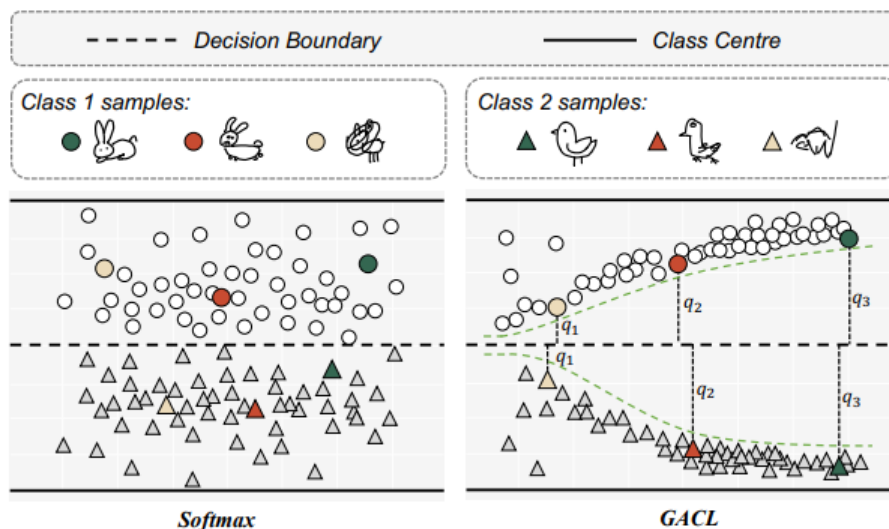 Decision Boundary
Class Centre
Class 1 samples:
Class 2 samples:
q₁
q₂
q₃
q₁
q₂
q₃
Softmax
GACL